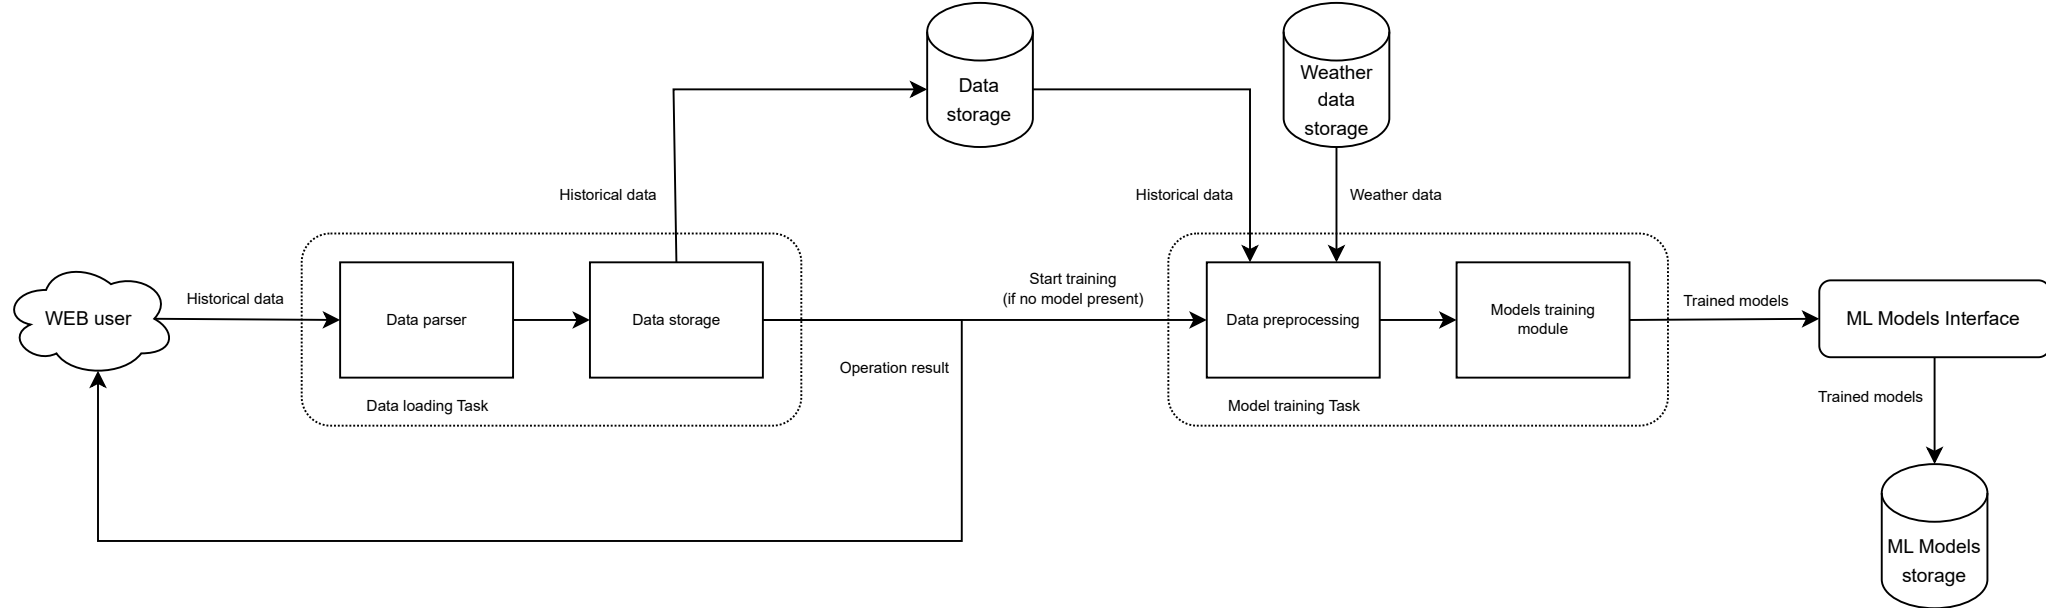 Data
storage
Weather
data
storage
Historical data
Historical data
Weather data
WEB user
Historical data
Data parser
Data storage
Data loading Task
Start training
(if no model present)
Operation result
Data preprocessing
Models training
module
Model training Task
Trained models
ML Models Interface
Trained models
ML Models
storage